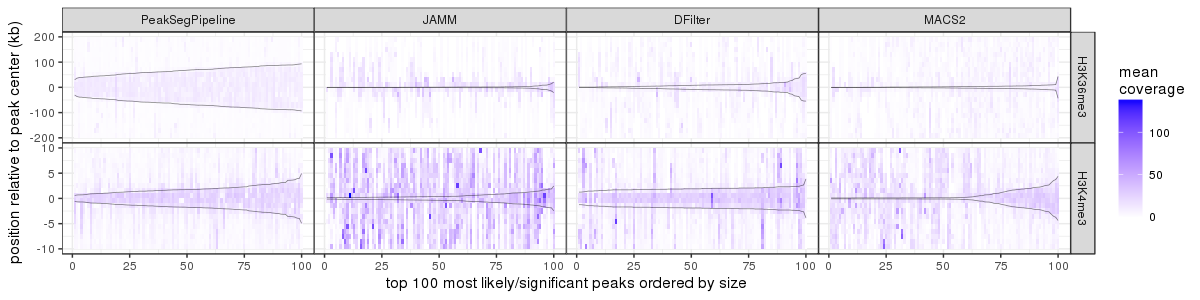 PeakSegPipeline JAMM DFilter MACS2
position relative to peak center (kb)
200
100
0
-100
-200
H3K36me3
10
5
0
-5
-10
H3K4me3
0 25 50 75 100 0 25 50 75 100 0 25 50 75 100 0 25 50 75 100
top 100 most likely/significant peaks ordered by size
mean
coverage
100
50
0